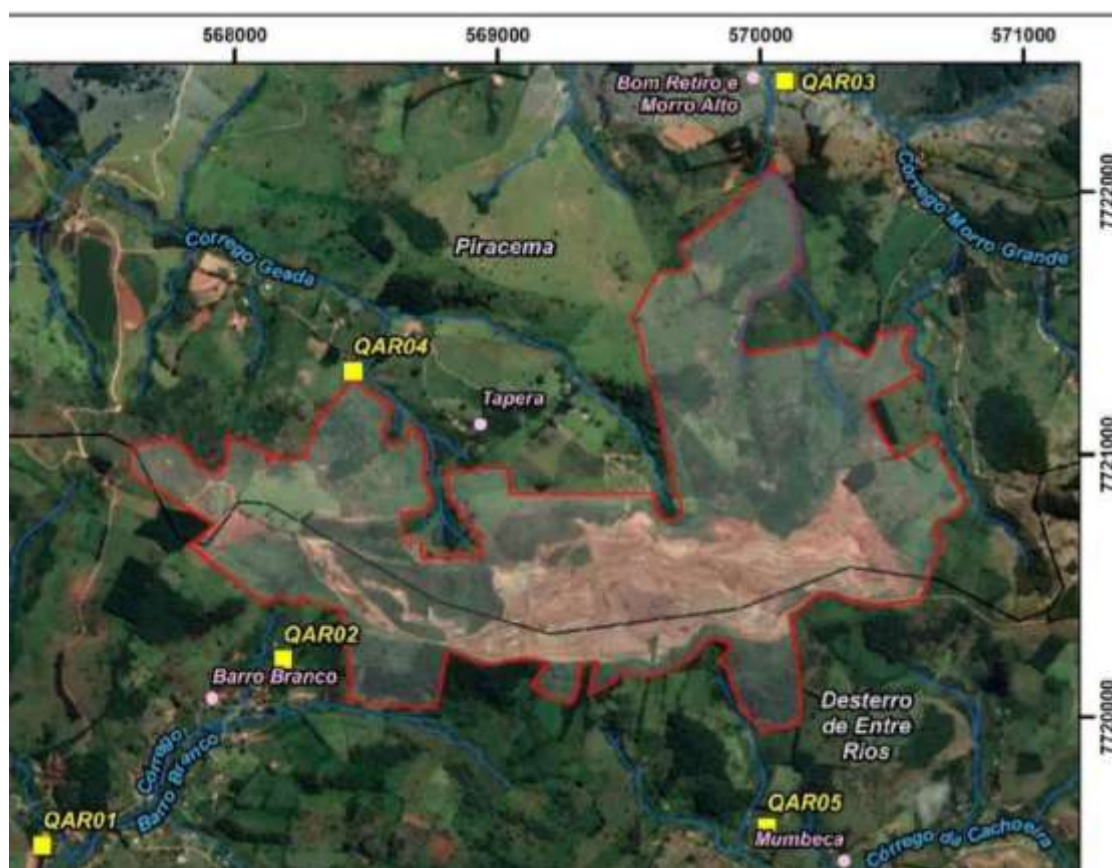 568000
569000
570000
571000
Bom Retiro e
Morro Alto
QAR03
7722000
Córrego Morro Grande
Piracema
Córrego Geada
QAR04
Tapera
7721000
QAR02
Barro Branco
Desterro
de Entre
Rios
7720000
Córrego
Barro Branco
QAR01
QAR05
Mumbeca
Córrego da Cachoeira